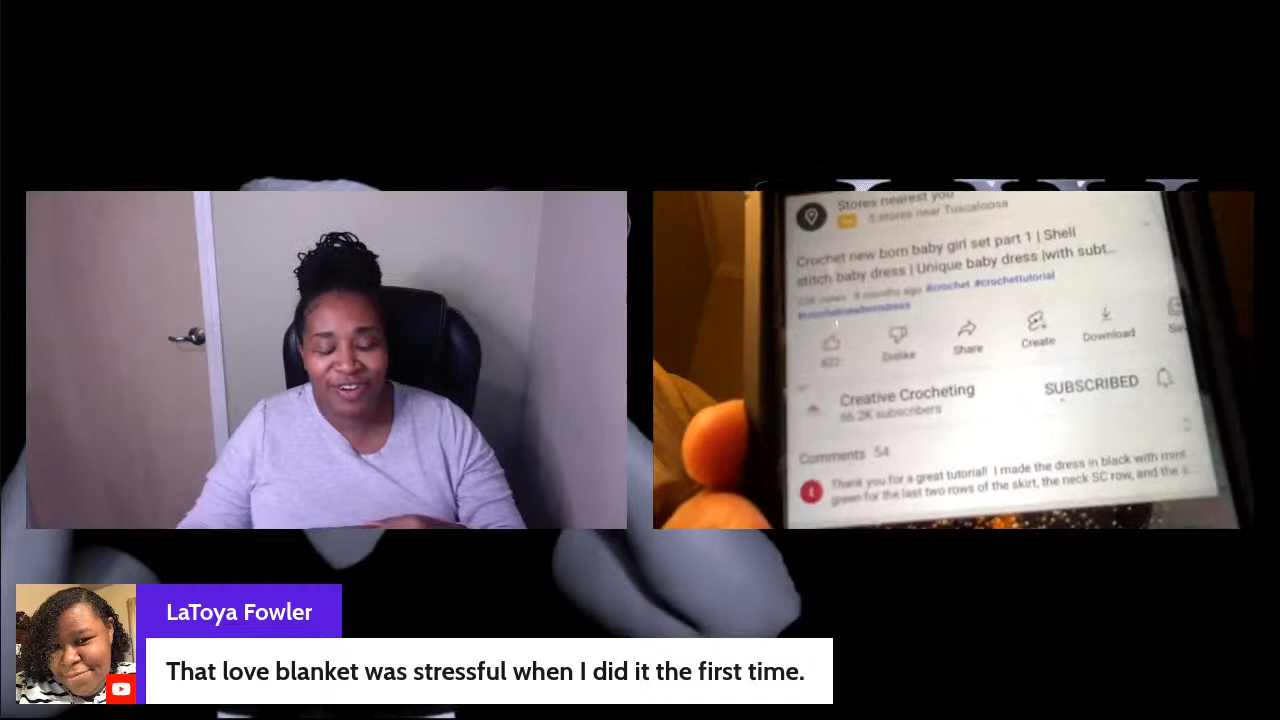 Stores nearest you
5 stores near Tuscaloosa
Crochet new born baby girl set part 1 | Shell
stitch baby dress | Unique baby dress |with subt...
views 9 months ago #crochet #crochettutorial
622
Dislike
Share
Create
Download
Creative Crocheting
66.2K subscribers
SUBSCRIBED
Comments 54
Thank you for a great tutorial! I made the dress in black with mint
green for the last two rows of the skirt, the neck SC row, and the s...
LaToya Fowler
That love blanket was stressful when I did it the first time.